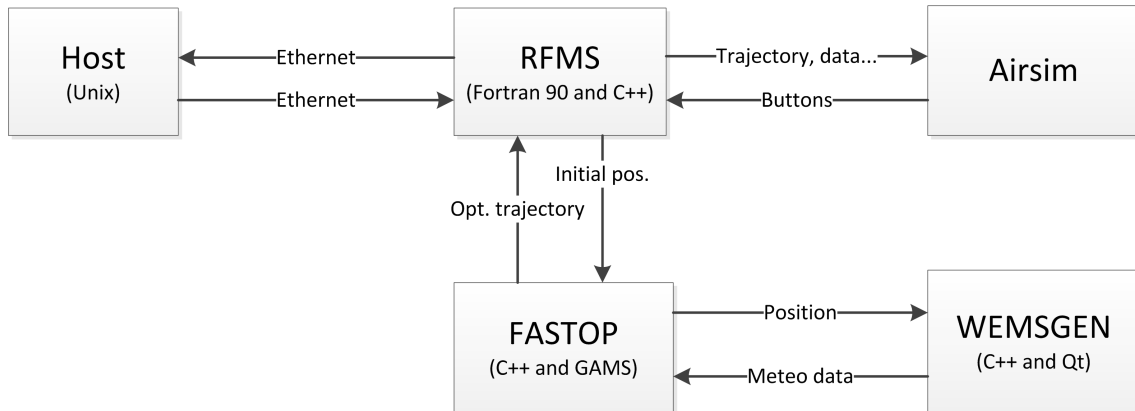 Host
(Unix)
Ethernet
Ethernet
RFMS
(Fortran 90 and C++)
Trajectory, data...
Buttons
Airsim
Initial pos.
Opt. trajectory
FASTOP
(C++ and GAMS)
Position
Meteo data
WEMSGEN
(C++ and Qt)